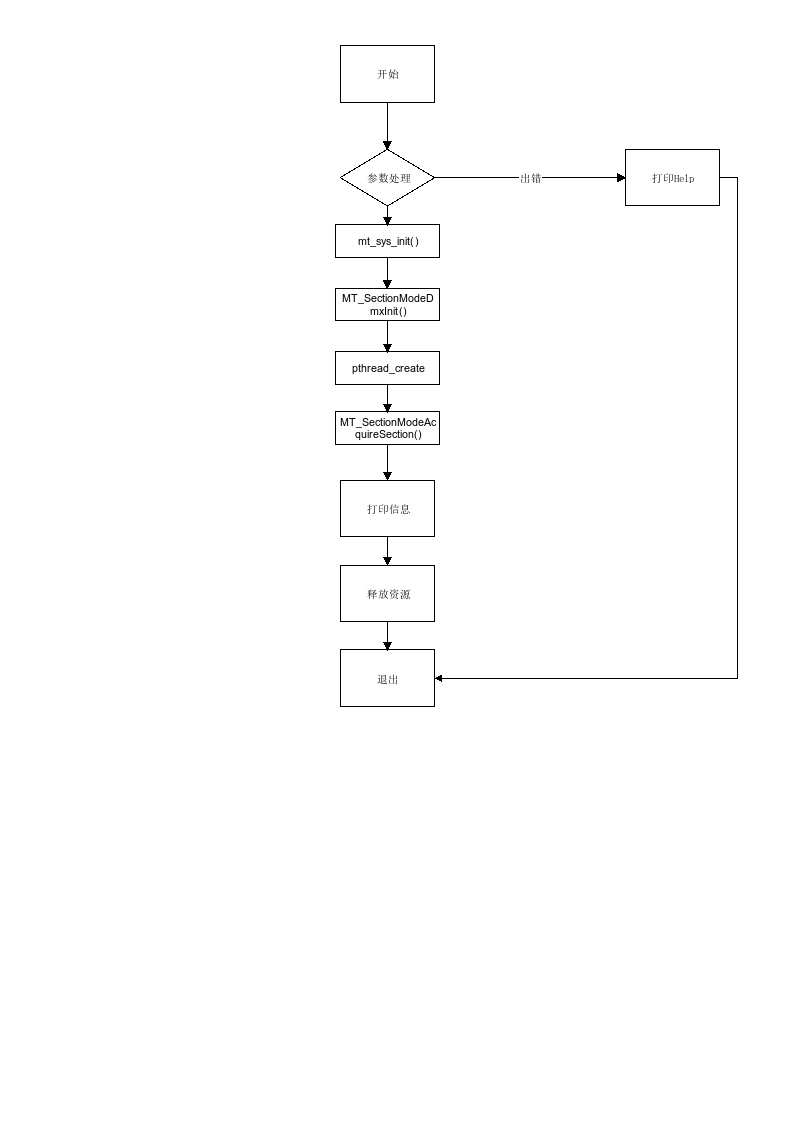 开始
参数处理
出错
打印Help
mt_sys_init()
MT_SectionModeD
mxInit()
pthread_create
MT_SectionModeAc
quireSection()
打印信息
释放资源
退出